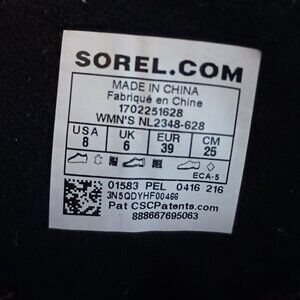 SOREL.COM
MADE IN CHINA
Fabriqué en Chine
1702251628
WMN'S NL2348-628
USA UK EUR CM
8 6 39 25
ECA-5
01583 PEL 0416 216
3N5QDYHF00466
Pat CSCPatents.com
888667695063